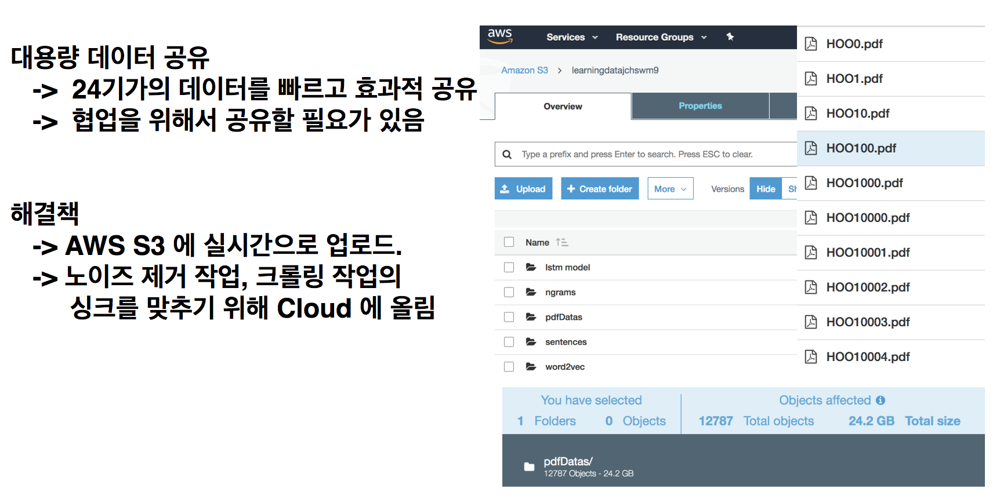 대용량 데이터 공유
-> 24기가의 데이터를 빠르고 효과적 공유
-> 협업을 위해서 공유할 필요가 있음
해결책
-> AWS S3 에 실시간으로 업로드.
-> 노이즈 제거 작업, 크롤링 작업의
싱크를 맞추기 위해 Cloud 에 올림
aws Services Resource Groups
Amazon S3 > learningdatajchswm9
Overview Properties
Type a prefix and press Enter to search. Press ESC to clear.
Upload + Create folder More Versions Hide Sh
Name
lstm model
ngrams
pdfDatas
sentences
word2vec
HOO0.pdf
HOO1.pdf
HOO10.pdf
HOO100.pdf
HOO1000.pdf
HOO10000.pdf
HOO10001.pdf
HOO10002.pdf
HOO10003.pdf
HOO10004.pdf
You have selected Objects affected
1 Folders 0 Objects 12787 Total objects 24.2 GB Total size
pdfDatas/
12787 Objects - 24.2 GB